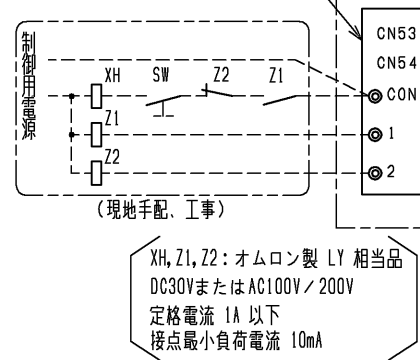 制御用電源
XH SW Z2 Z1
Z1
Z2
CN53
CN54
CON
1
2
(現地手配、工事)
XH,Z1,Z2:オムロン製 LY 相当品
DC30VまたはAC100V/200V
定格電流 1A 以下
接点最小負荷電流 10mA